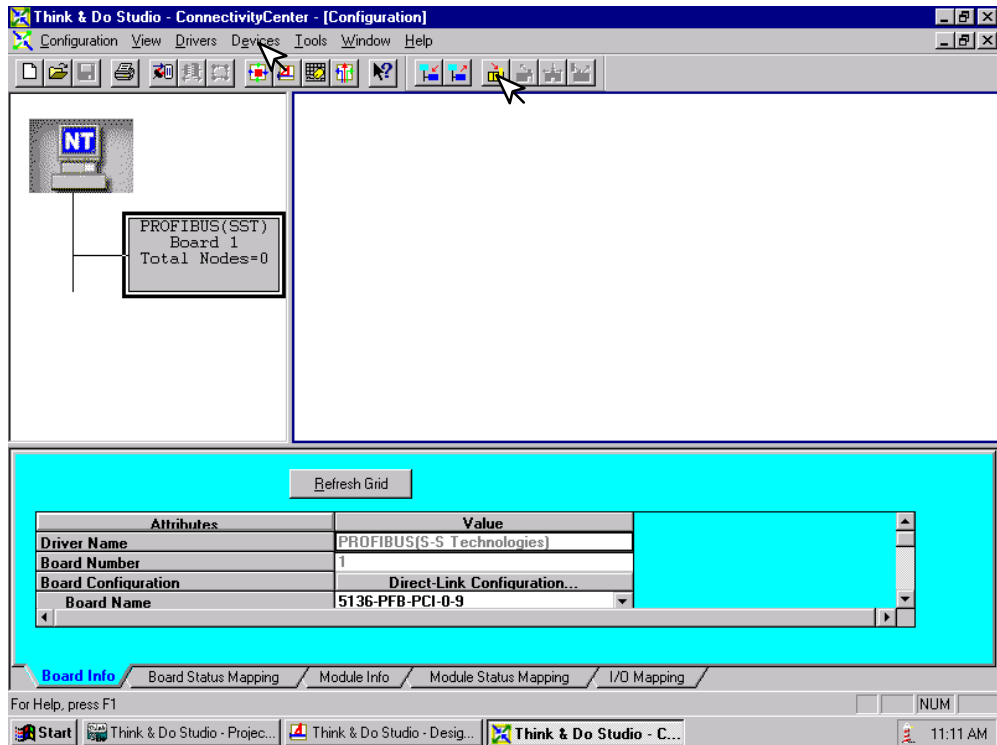 Think & Do Studio - ConnectivityCenter - [Configuration]
Configuration View Drivers Devices Tools Window Help
NT
PROFIBUS(SST)
Board 1
Total Nodes=0
Refresh Grid
Attributes Value
Driver Name PROFIBUS(S-S Technologies)
Board Number 1
Board Configuration Direct-Link Configuration...
Board Name 5136-PFB-PCI-0-9
Board Info Board Status Mapping Module Info Module Status Mapping I/O Mapping
For Help, press F1 NUM
Start Think & Do Studio - Projec... Think & Do Studio - Desig... Think & Do Studio - C... 11:11 AM